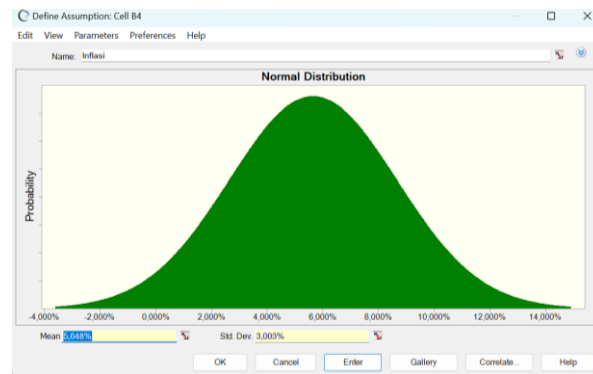 Define Assumption: Cell B4
Edit View Parameters Preferences Help
Name: Inflasi
Normal Distribution
Probability
-4,000% -2,000% 0,000% 2,000% 4,000% 6,000% 8,000% 10,000% 12,000% 14,000%
Mean 5,648% Std. Dev. 3,003%
OK Cancel Enter Gallery Correlate... Help